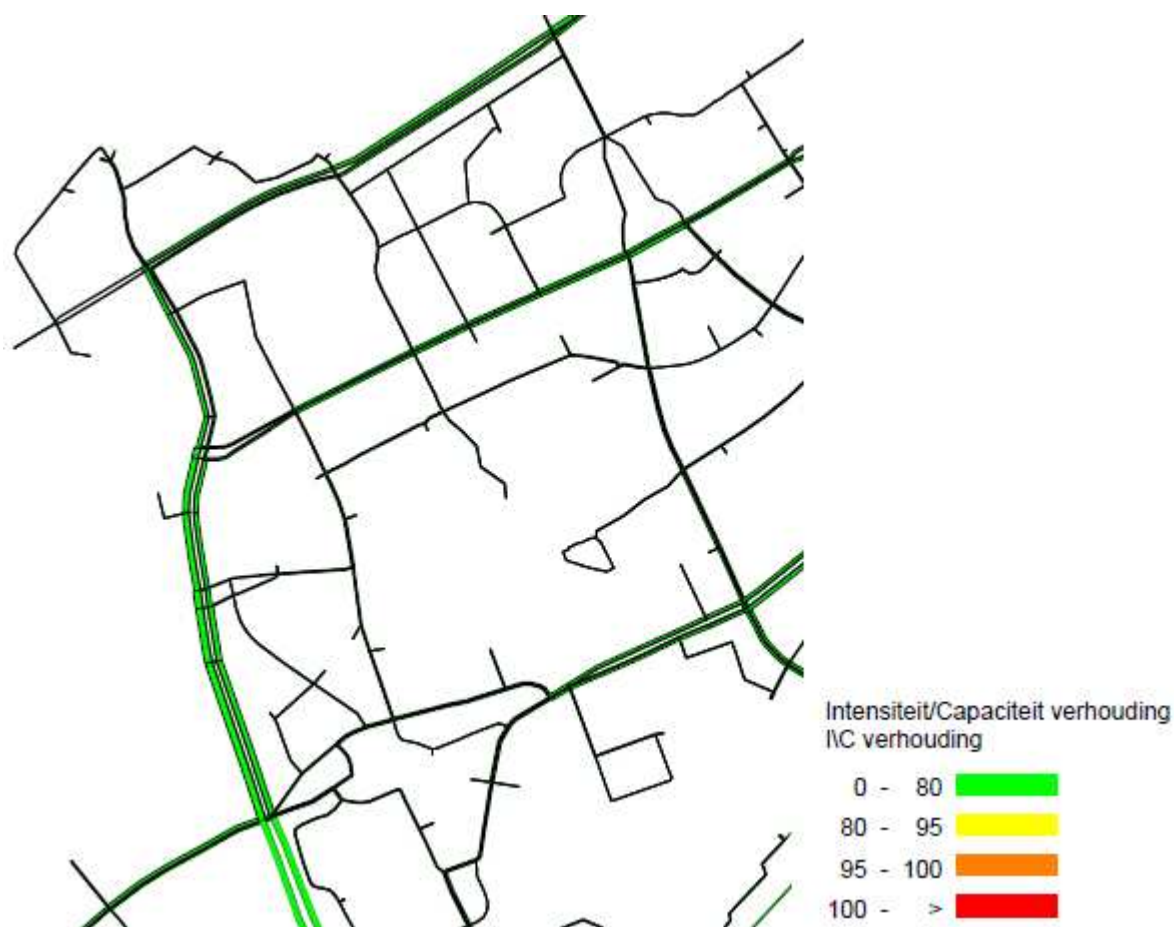 Intensiteit/Capaciteit verhouding
I\C verhouding
0 - 80
80 - 95
95 - 100
100 - >